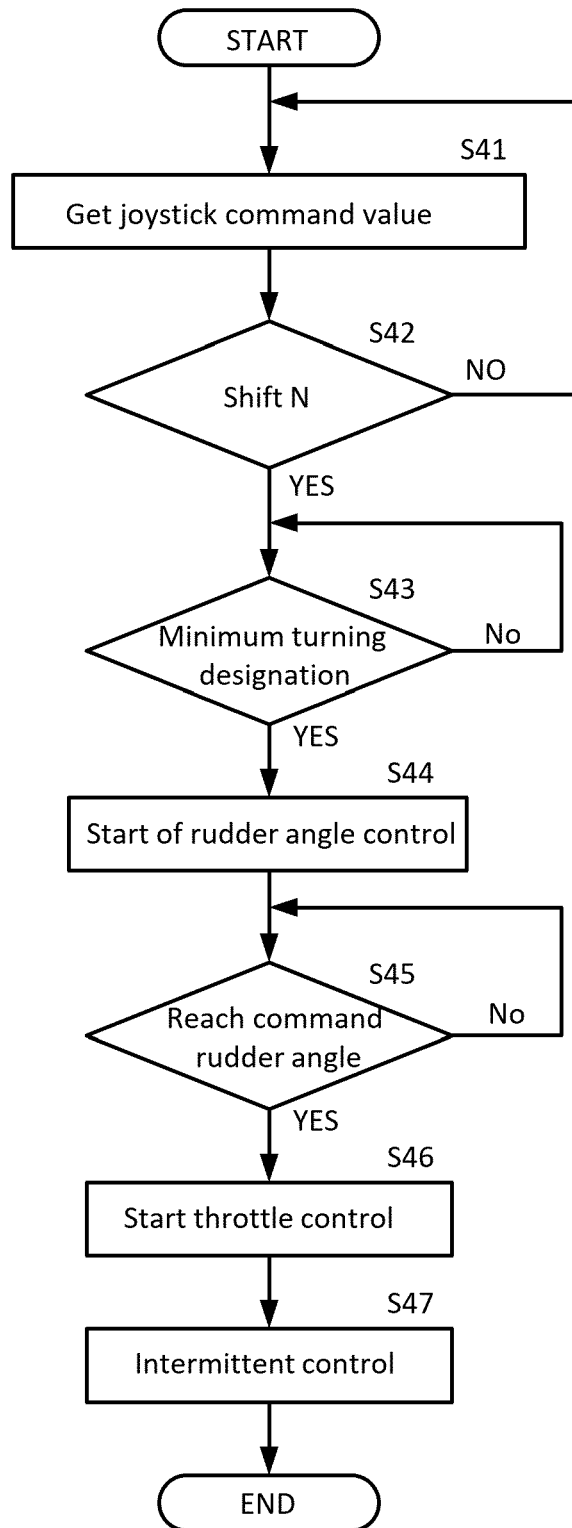 START
S41
Get joystick command value
S42
Shift N
NO
YES
S43
Minimum turning
designation
No
YES
S44
Start of rudder angle control
S45
Reach command
rudder angle
No
YES
S46
Start throttle control
S47
Intermittent control
END